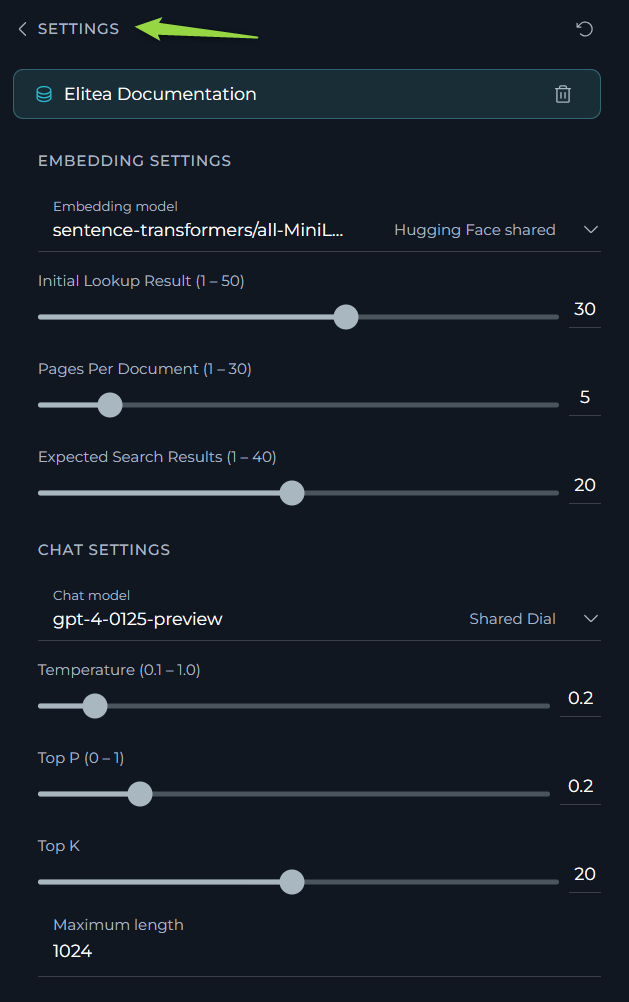 SETTINGS
Elitea Documentation
EMBEDDING SETTINGS
Embedding model
sentence-transformers/all-MiniL... Hugging Face shared
Initial Lookup Result (1 – 50)
30
Pages Per Document (1 – 30)
5
Expected Search Results (1 – 40)
20
CHAT SETTINGS
Chat model
gpt-4-0125-preview Shared Dial
Temperature (0.1 – 1.0)
0.2
Top P (0 – 1)
0.2
Top K
20
Maximum length
1024